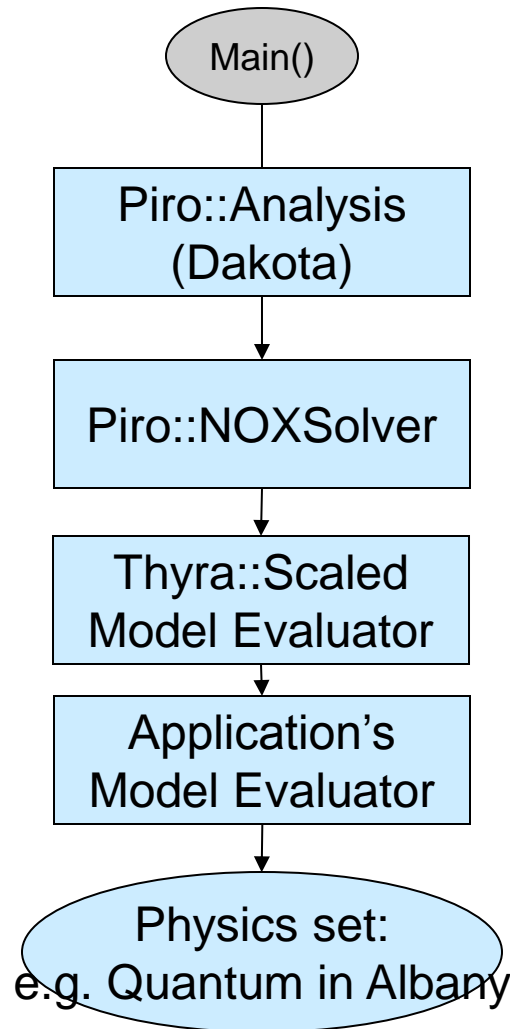 Main()
Piro::Analysis
(Dakota)
Piro::NOXSolver
Thyra::Scaled
Model Evaluator
Application’s
Model Evaluator
Physics set:
e.g. Quantum in Albany